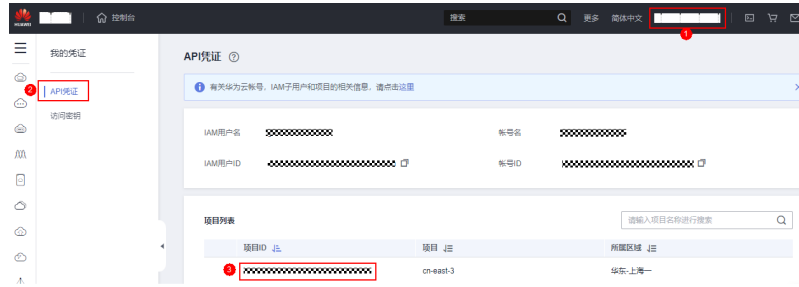 HUAWEI
控制台
搜索
更多
简体中文
1
我的凭证
API凭证
2
API凭证
访问密钥
有关华为云帐号、IAM子用户和项目的相关信息，请点击这里
IAM用户名
帐号名
IAM用户ID
帐号ID
项目列表
请输入项目名称进行搜索
项目ID
项目
所属区域
3
cn-east-3
华东-上海一